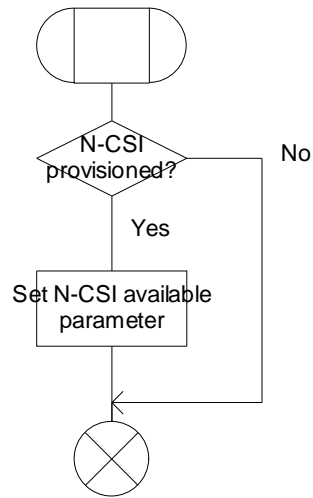 N-CSI
provisioned?
No
Yes
Set N-CSI available
parameter